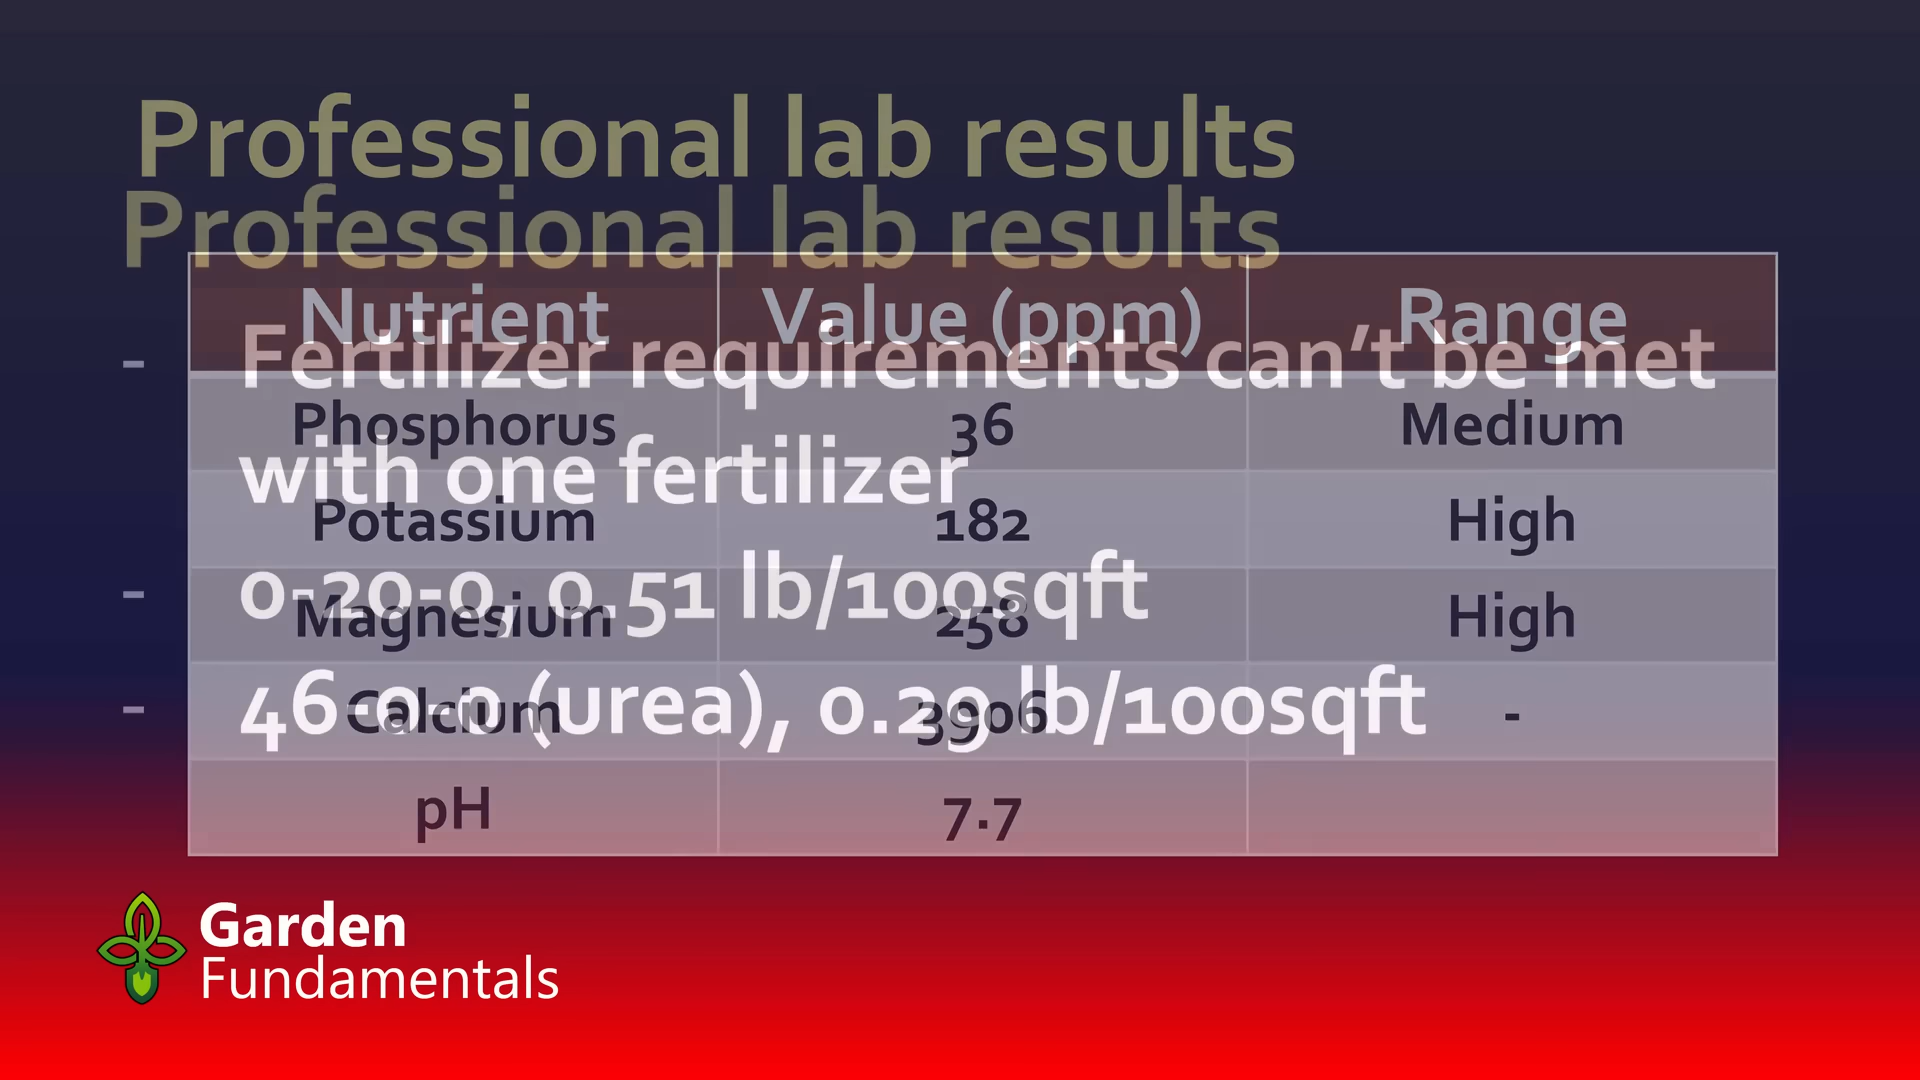 Professional lab results
Professional lab results
Nutrient Value (ppm) Range
- Fertilizer requirements can't be met
Phosphorus 36 Medium
with one fertilizer
Potassium 182 High
- 0-20-0, 0.51 lb/100sqft
Magnesium 258 High
- 46-0-0 (urea), 0.29 lb/100sqft
Calcium 3906 -
pH 7.7
Garden
Fundamentals